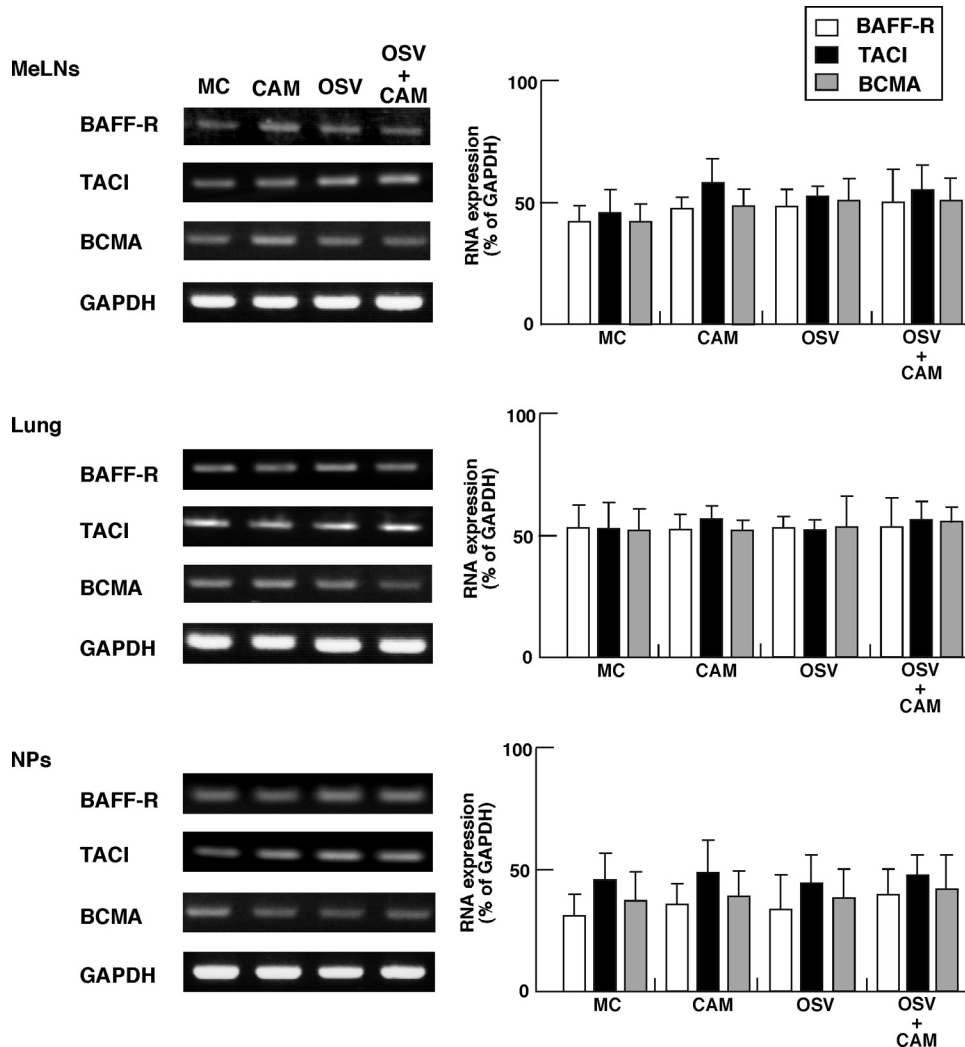 BAFF-R
TACI
BCMA
MeLNs
MC CAM OSV OSV
+
CAM
BAFF-R
TACI
BCMA
GAPDH
RNA expression
(% of GAPDH)
100
50
0
MC CAM OSV OSV
+
CAM
Lung
BAFF-R
TACI
BCMA
GAPDH
RNA expression
(% of GAPDH)
100
50
0
MC CAM OSV OSV
+
CAM
NPs
BAFF-R
TACI
BCMA
GAPDH
RNA expression
(% of GAPDH)
100
50
0
MC CAM OSV OSV
+
CAM